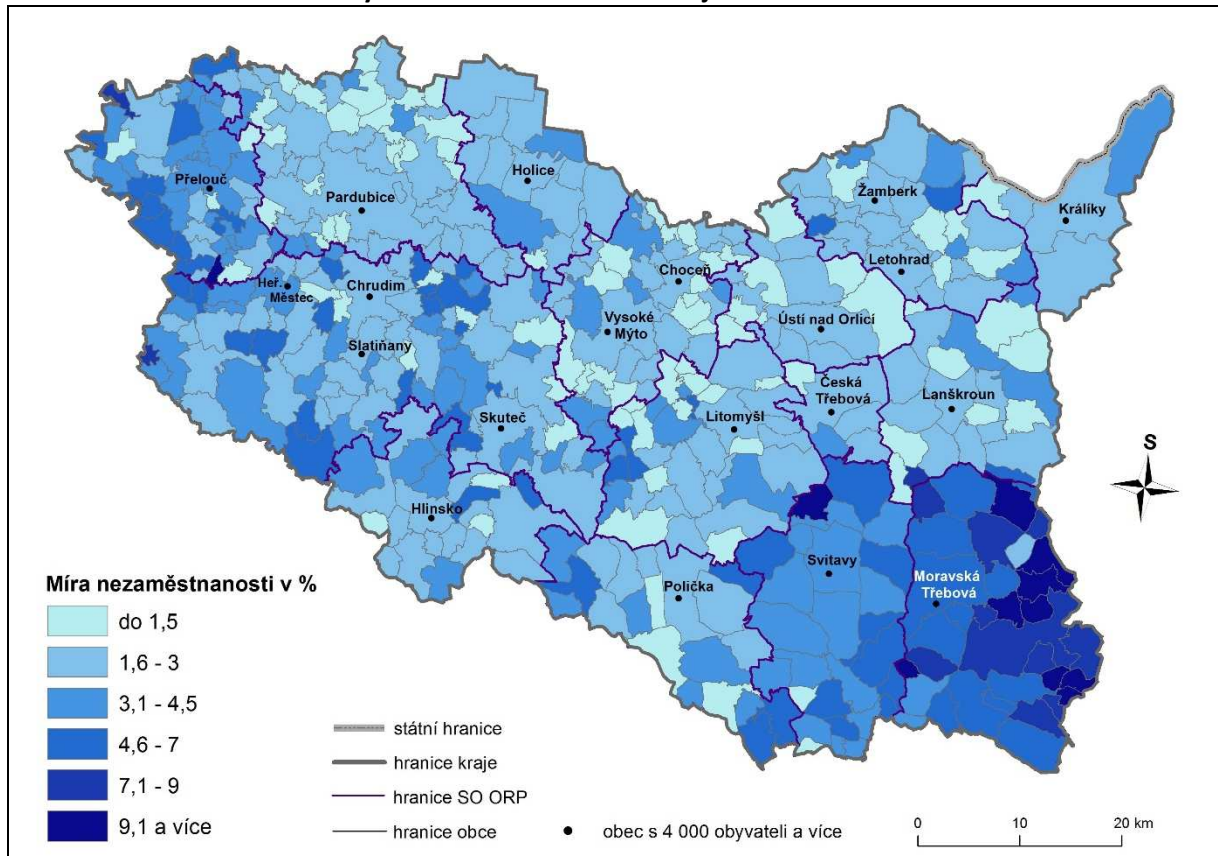 Přelouč
Pardubice
Holice
Žamberk
Králíky
Letohrad
Choceň
Heř.
Městec
Chrudim
Vysoké
Mýto
Ústí nad Orlicí
Slatiňany
Česká
Třebová
Lanškroun
Skuteč
Litomyšl
S
Hlinsko
Svitavy
Moravská
Třebová
Polička
Míra nezaměstnanosti v %
do 1,5
1,6 - 3
3,1 - 4,5
4,6 - 7
7,1 - 9
9,1 a více
státní hranice
hranice kraje
hranice SO ORP
hranice obce
obec s 4 000 obyvateli a více
0 10 20 km